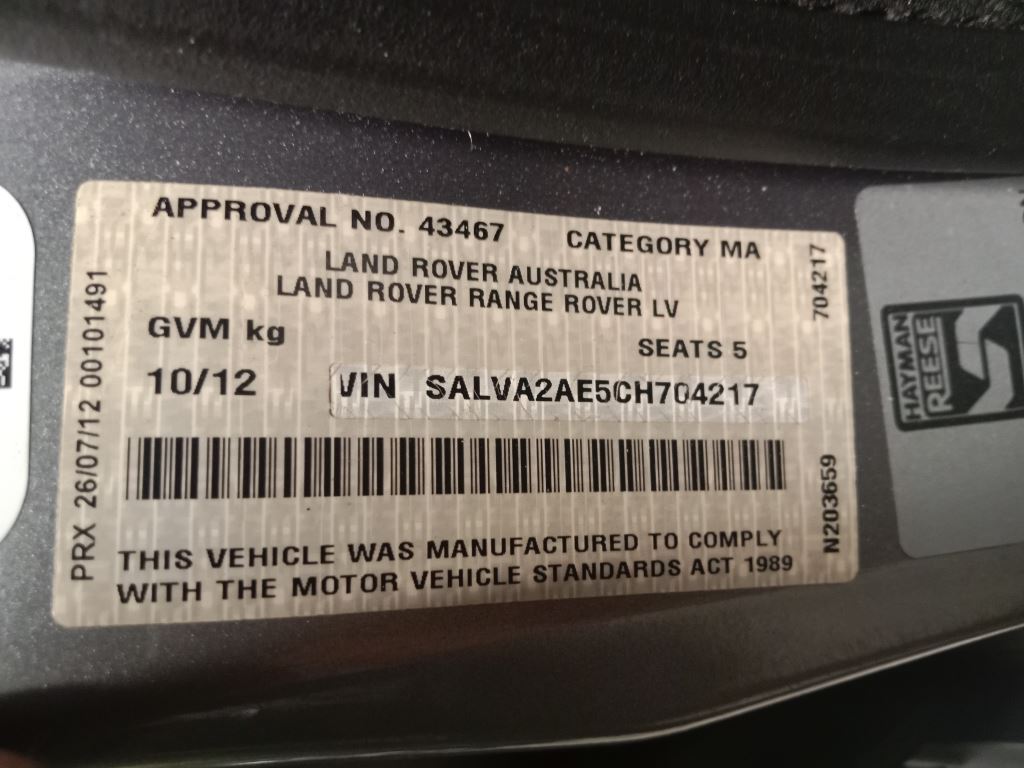 APPROVAL NO. 43467 CATEGORY MA
LAND ROVER AUSTRALIA
LAND ROVER RANGE ROVER LV
GVM kg SEATS 5
10/12 VIN SALVA2AE5CH704217
THIS VEHICLE WAS MANUFACTURED TO COMPLY
WITH THE MOTOR VEHICLE STANDARDS ACT 1989
PRX 26/07/12 00101491
704217
N203659
HAYMAN
REESE